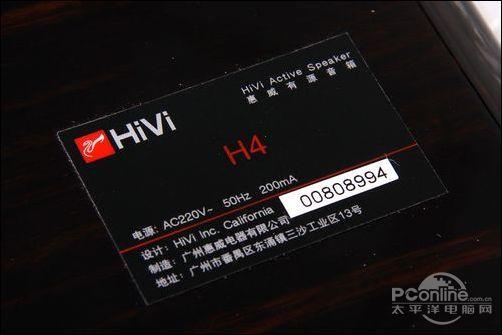 HiVi Active Speaker
惠威有源音箱
HiVi
H4
电源: AC220V~ 50Hz 200mA
设计: HiVi Inc. California
00808994
制造: 广州惠威电器有限公司
地址: 广州市番禺区东涌镇三沙工业区13号
PConline.com.cn
太平洋电脑网